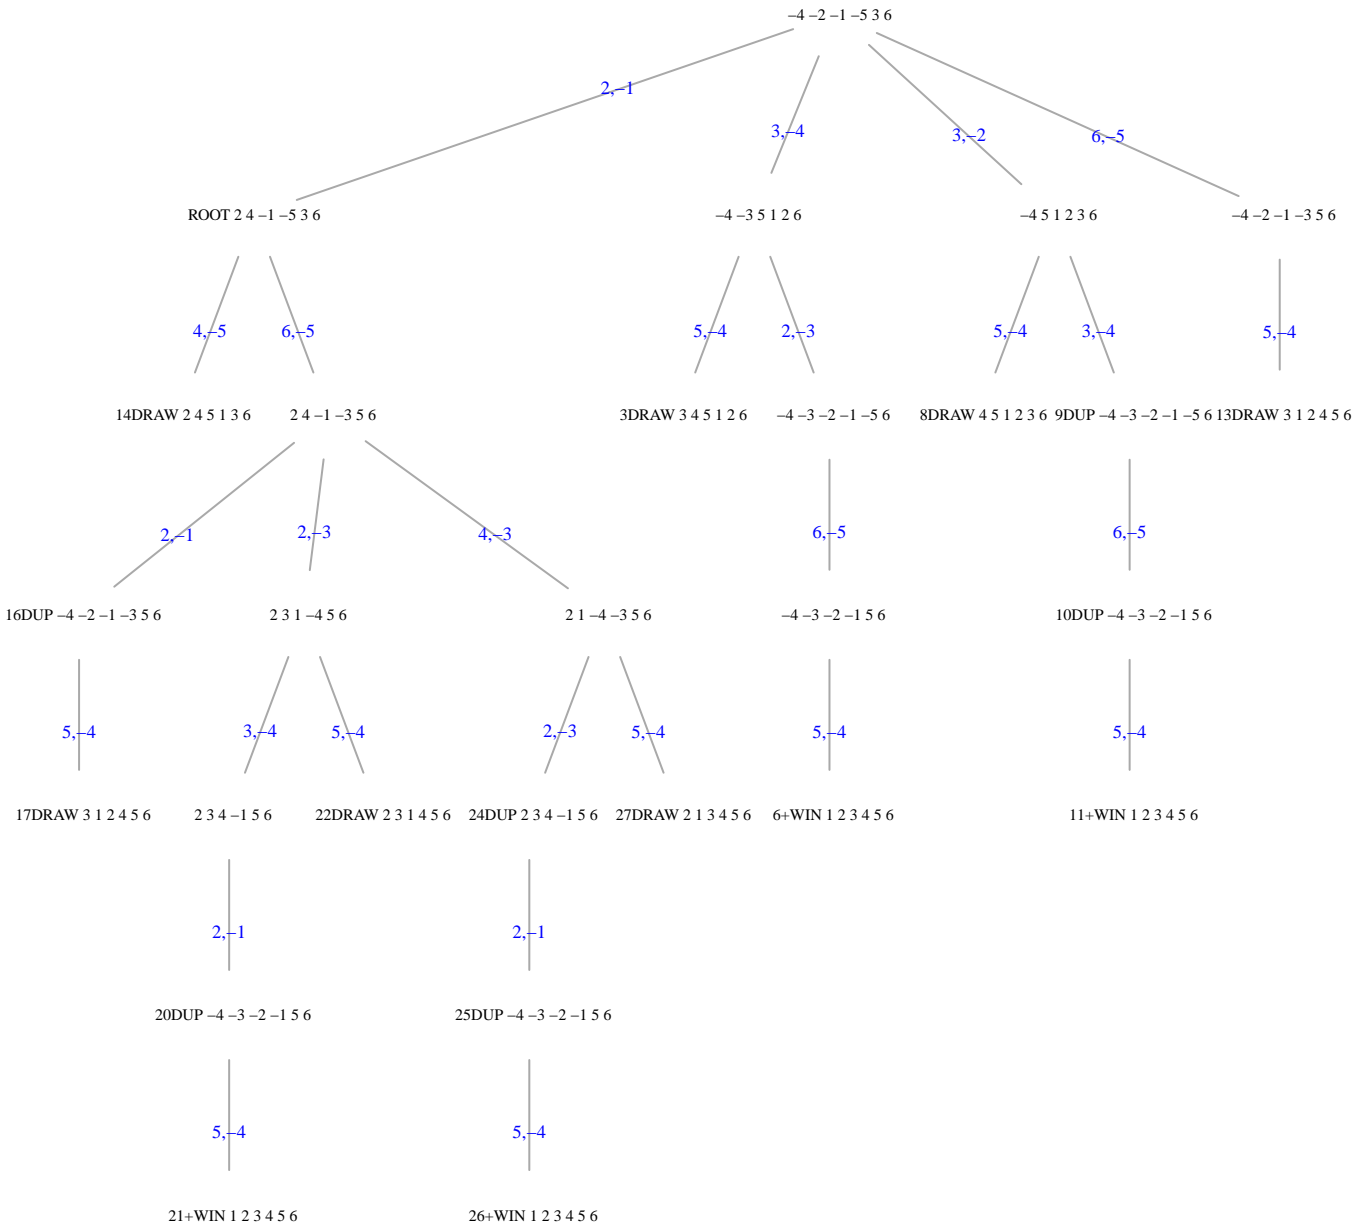 –4 –2 –1 –5 3 6
2,–1
3,–4
3,–2
6,–5
ROOT 2 4 –1 –5 3 6
–4 –3 5 1 2 6
–4 5 1 2 3 6
–4 –2 –1 –3 5 6
4,–5
6,–5
5,–4
2,–3
5,–4
3,–4
5,–4
14DRAW 2 4 5 1 3 6
2 4 –1 –3 5 6
3DRAW 3 4 5 1 2 6
–4 –3 –2 –1 –5 6
8DRAW 4 5 1 2 3 6
9DUP –4 –3 –2 –1 –5 6
13DRAW 3 1 2 4 5 6
2,–1
2,–3
4,–3
6,–5
6,–5
16DUP –4 –2 –1 –3 5 6
2 3 1 –4 5 6
2 1 –4 –3 5 6
–4 –3 –2 –1 5 6
10DUP –4 –3 –2 –1 5 6
5,–4
3,–4
5,–4
2,–3
5,–4
5,–4
5,–4
17DRAW 3 1 2 4 5 6
2 3 4 –1 5 6
22DRAW 2 3 1 4 5 6
24DUP 2 3 4 –1 5 6
27DRAW 2 1 3 4 5 6
6+WIN 1 2 3 4 5 6
11+WIN 1 2 3 4 5 6
2,–1
2,–1
20DUP –4 –3 –2 –1 5 6
25DUP –4 –3 –2 –1 5 6
5,–4
5,–4
21+WIN 1 2 3 4 5 6
26+WIN 1 2 3 4 5 6